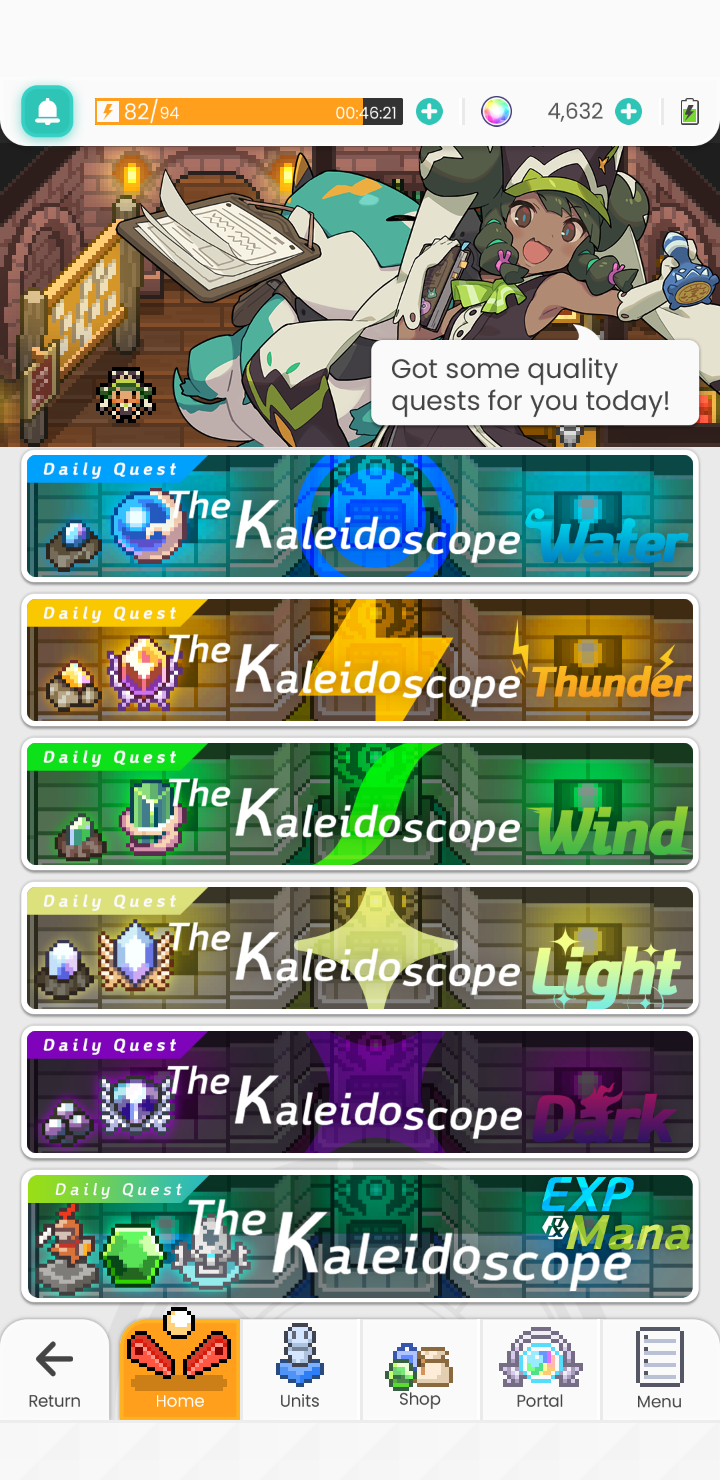 82/94 00:46:21 4,632
Got some quality
quests for you today!
Daily Quest
The Kaleidoscope Water
Daily Quest
The Kaleidoscope Thunder
Daily Quest
The Kaleidoscope Wind
Daily Quest
The Kaleidoscope Light
Daily Quest
The Kaleidoscope Dark
Daily Quest
The Kaleidoscope EXP
Mana
Return Home Units Shop Portal Menu